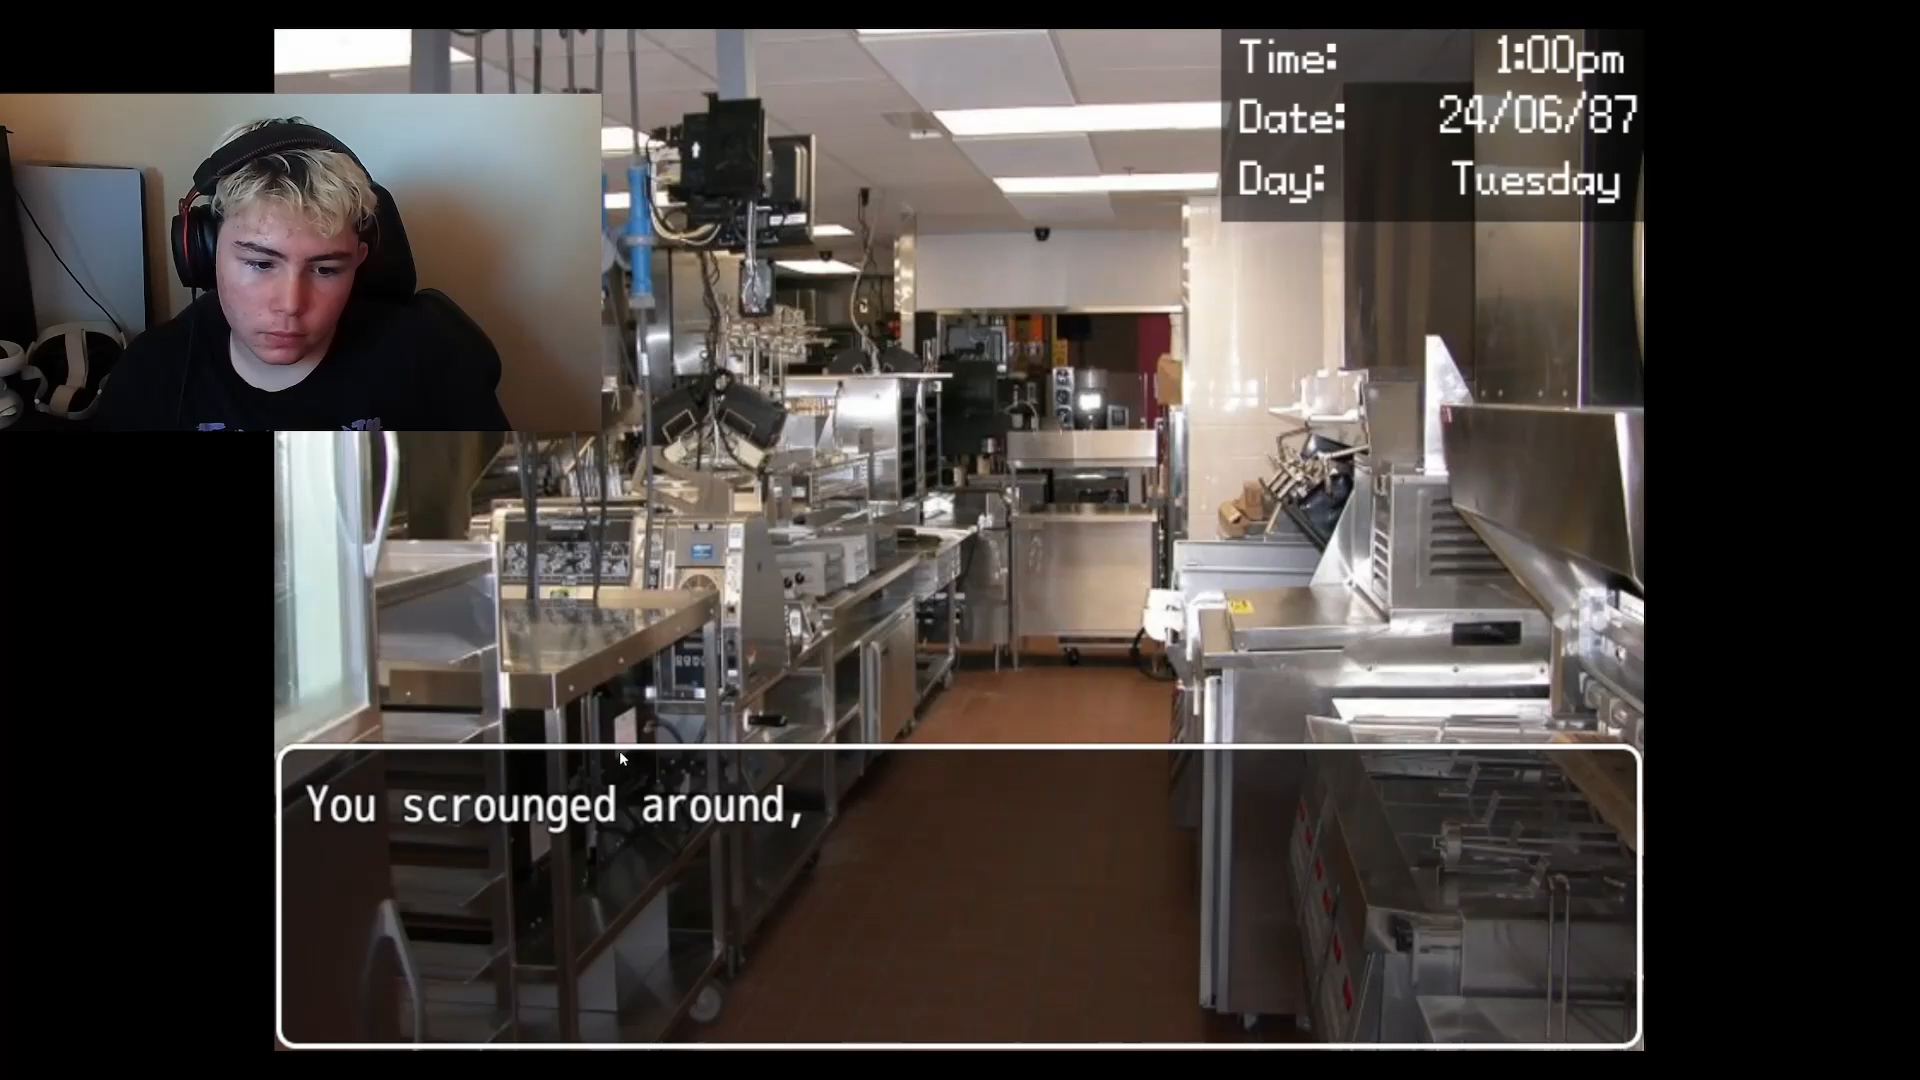 Time: 1:00pm
Date: 24/06/87
Day: Tuesday
You scrounged around,